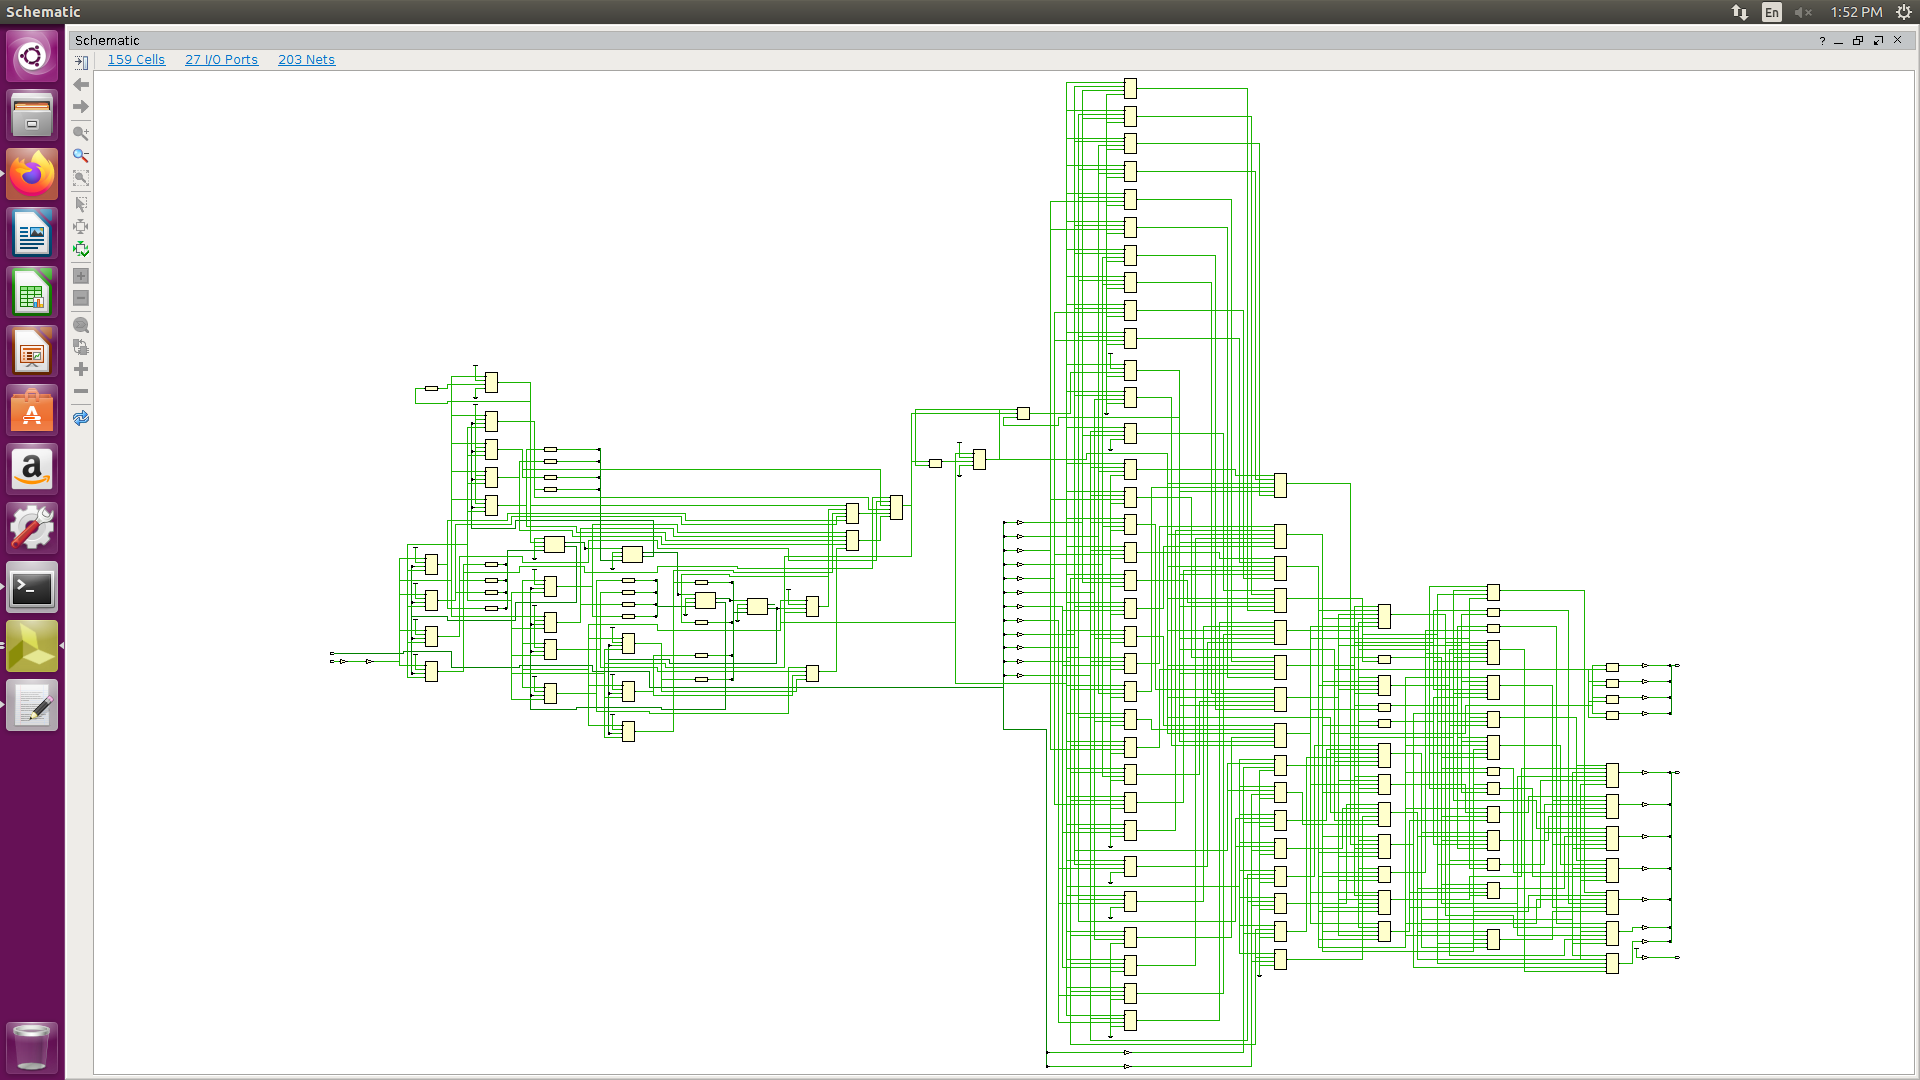 Schematic
En
1:52 PM
Schematic
?
159 Cells
27 I/O Ports
203 Nets